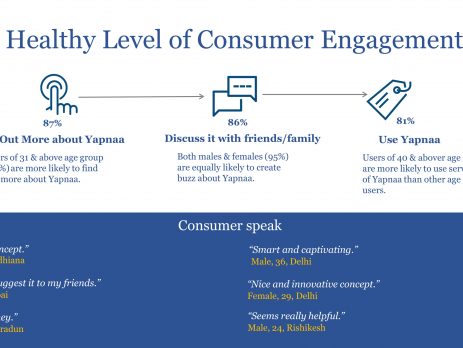 Healthy Level of Consumer Engagement
87%
86%
81%
Out More about Yapnaa
Discuss it with friends/family
Use Yapnaa
rs of 31 & above age group
%) are more likely to find
more about Yapnaa.
Both males & females (95%)
are equally likely to create
buzz about Yapnaa.
Users of 40 & abover age
are more likely to use serv
of Yapnaa than other age
users.
Consumer speak
ncept.”
dhiana
uggest it to my friends.”
bai
ney.”
radun
“Smart and captivating.”
Male, 36, Delhi
“Nice and innovative concept.”
Female, 29, Delhi
“Seems really helpful.”
Male, 24, Rishikesh